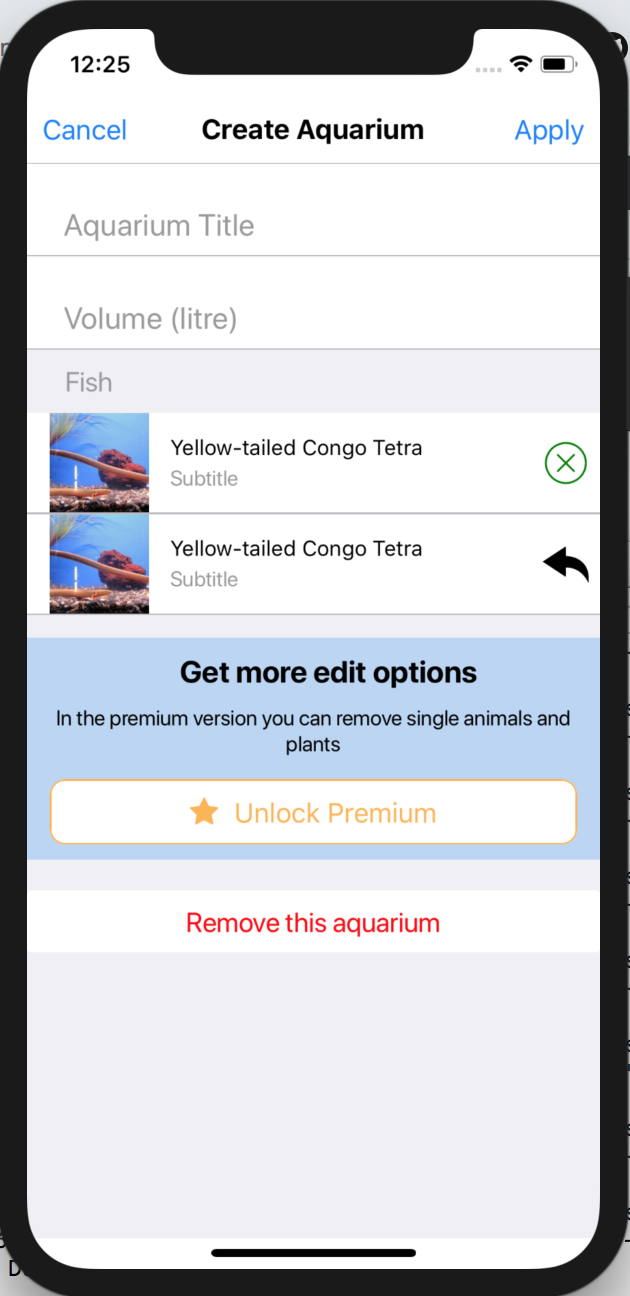 12:25
Cancel Create Aquarium Apply
Aquarium Title
Volume (litre)
Fish
Yellow-tailed Congo Tetra
Subtitle
Yellow-tailed Congo Tetra
Subtitle
Get more edit options
In the premium version you can remove single animals and
plants
Unlock Premium
Remove this aquarium